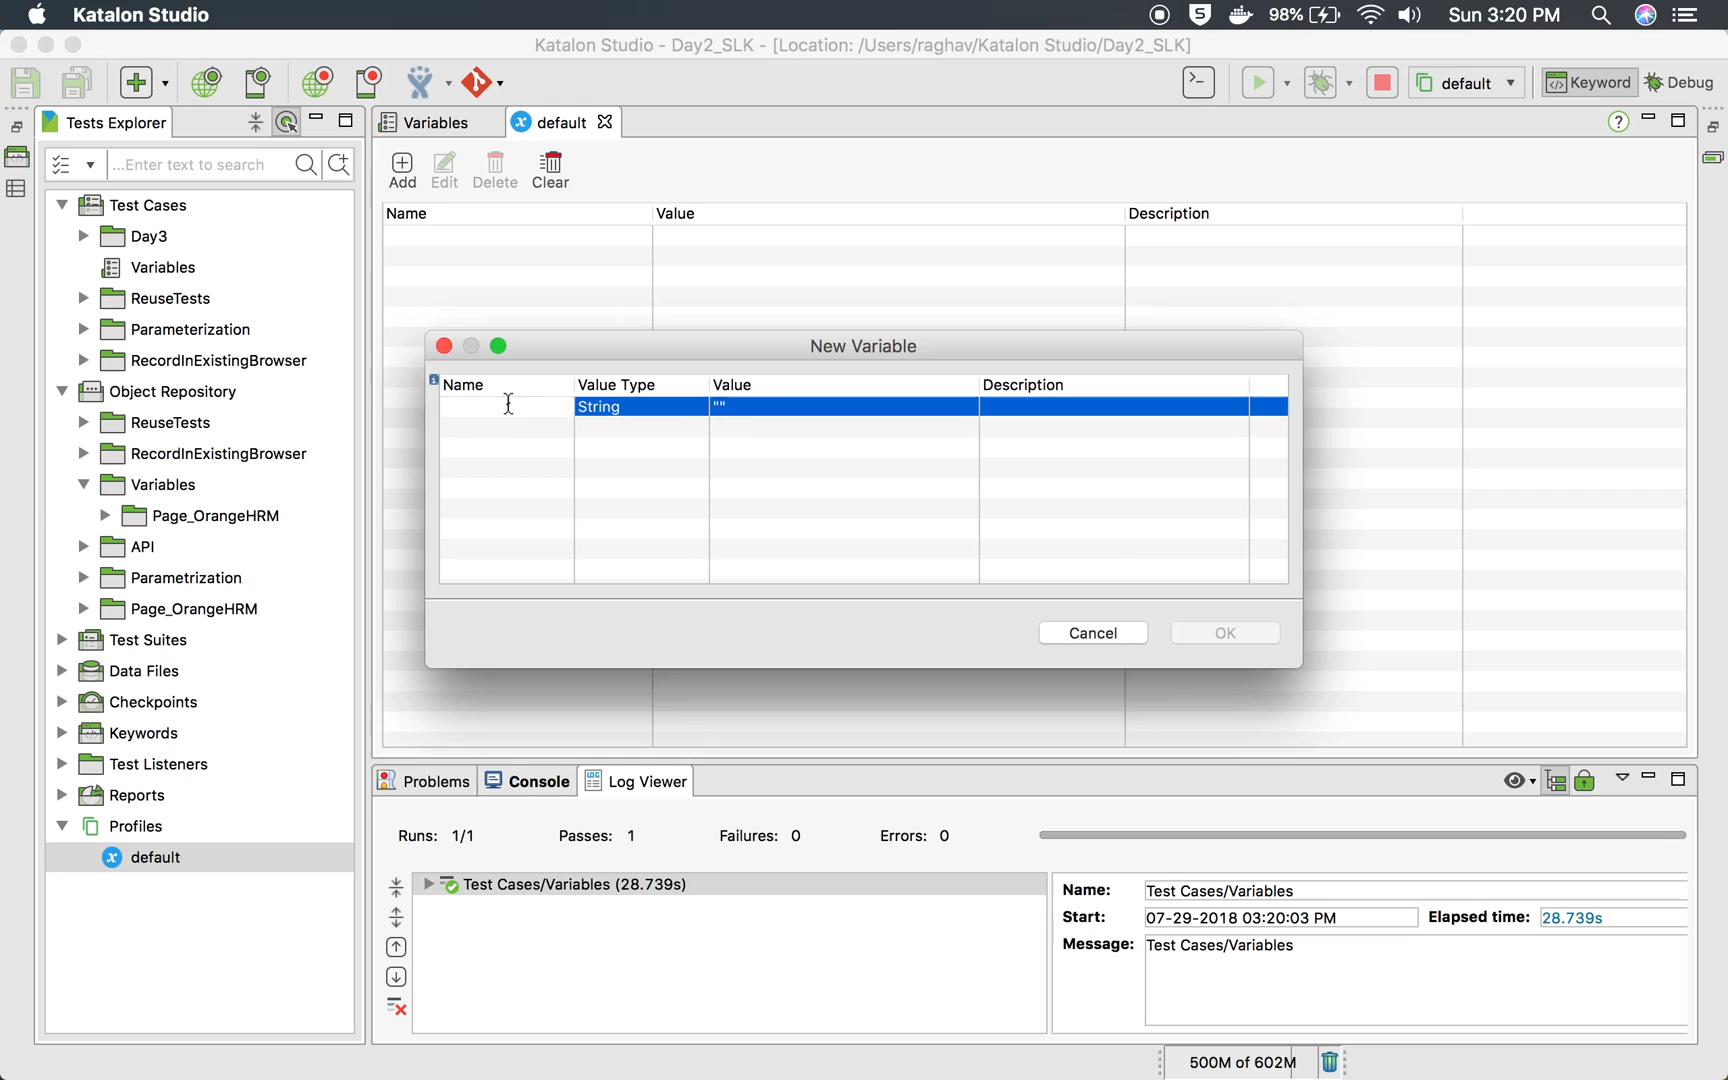 Katalon Studio
98%
Sun 3:20 PM
Katalon Studio - Day2_SLK - [Location: /Users/raghav/Katalon Studio/Day2_SLK]
default
Keyword
Debug
Tests Explorer
Variables
default
...Enter text to search
Add
Edit
Delete
Clear
Name
Value
Description
Test Cases
Day3
Variables
ReuseTests
Parameterization
RecordInExistingBrowser
Object Repository
ReuseTests
RecordInExistingBrowser
Variables
Page_OrangeHRM
API
Parametrization
Page_OrangeHRM
Test Suites
Data Files
Checkpoints
Keywords
Test Listeners
Reports
Profiles
default
New Variable
Name
Value Type
Value
Description
String
""
Cancel
OK
Problems
Console
Log Viewer
Runs: 1/1
Passes: 1
Failures: 0
Errors: 0
Test Cases/Variables (28.739s)
Name: Test Cases/Variables
Start: 07-29-2018 03:20:03 PM
Elapsed time: 28.739s
Message: Test Cases/Variables
500M of 602M